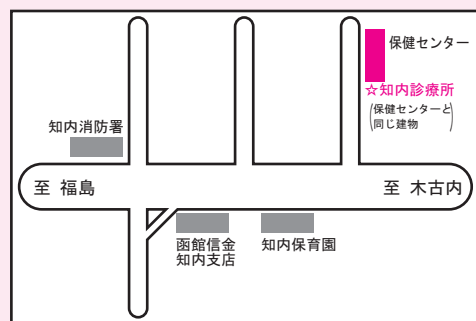 保健センター
☆知内診療所
(保健センターと
同じ建物)
知内消防署
至 福島
至 木古内
函館信金
知内支店
知内保育園